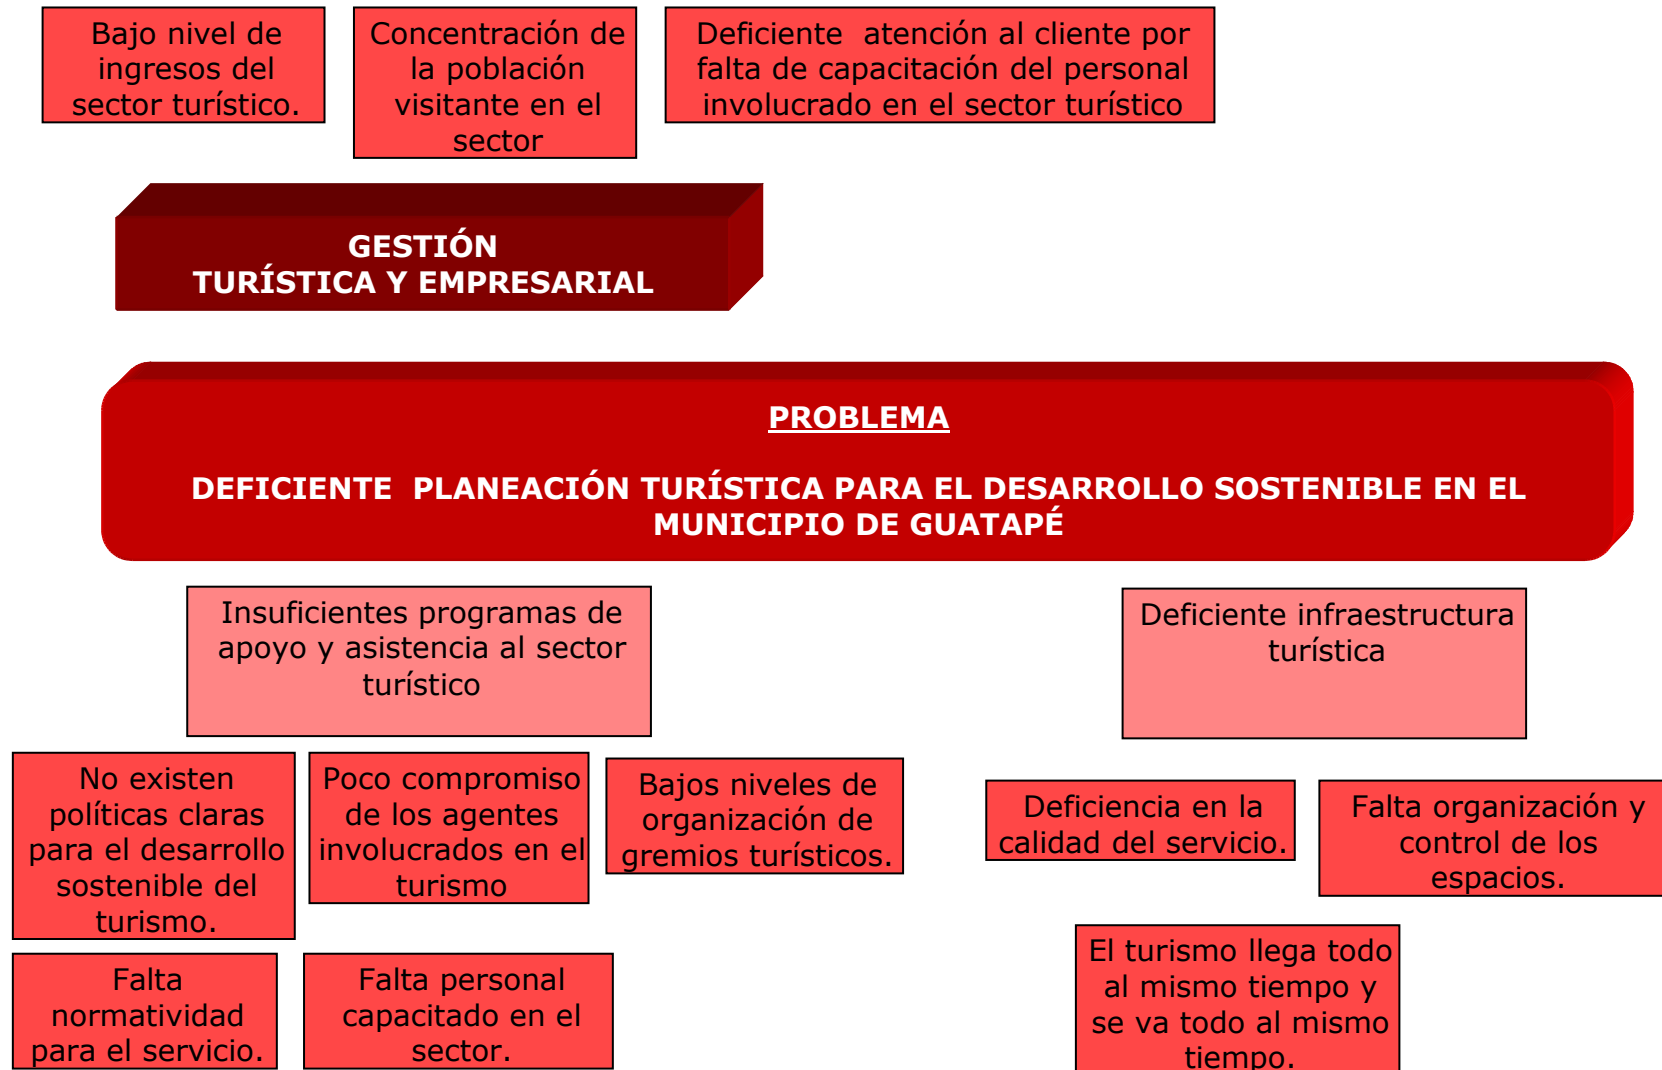 Bajo nivel de
ingresos del
sector turístico.
Concentración de
la población
visitante en el
sector
Deficiente  atención al cliente por
falta de capacitación del personal
involucrado en el sector turístico
GESTIÓN
TURÍSTICA Y EMPRESARIAL
PROBLEMA
DEFICIENTE  PLANEACIÓN TURÍSTICA PARA EL DESARROLLO SOSTENIBLE EN EL
MUNICIPIO DE GUATAPÉ
Insuficientes programas de
apoyo y asistencia al sector
turístico
Deficiente infraestructura
turística
No existen
políticas claras
para el desarrollo
sostenible del
turismo.
Poco compromiso
de los agentes
involucrados en el
turismo
Bajos niveles de
organización de
gremios turísticos.
Deficiencia en la
calidad del servicio.
Falta organización y
control de los
espacios.
Falta
normatividad
para el servicio.
Falta personal
capacitado en el
sector.
El turismo llega todo
al mismo tiempo y
se va todo al mismo
tiempo.